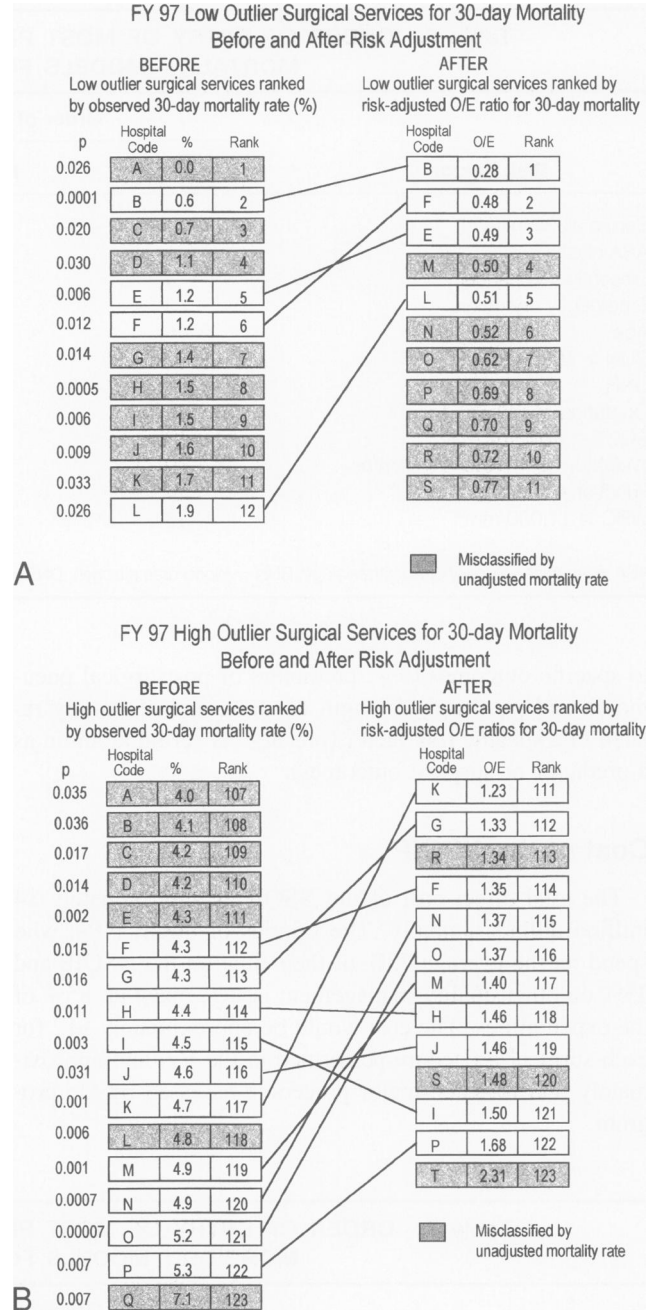 FY 97 Low Outlier Surgical Services for 30-day Mortality
Before and After Risk Adjustment
BEFORE
Low outlier surgical services ranked
by observed 30-day mortality rate (%)
p Hospital Code % Rank
0.026 A 0.0 1
0.0001 B 0.6 2
0.020 C 0.7 3
0.030 D 1.1 4
0.006 E 1.2 5
0.012 F 1.2 6
0.014 G 1.4 7
0.0005 H 1.5 8
0.006 I 1.5 9
0.009 J 1.6 10
0.033 K 1.7 11
0.026 L 1.9 12
AFTER
Low outlier surgical services ranked by
risk-adjusted O/E ratio for 30-day mortality
Hospital Code O/E Rank
B 0.28 1
F 0.48 2
E 0.49 3
M 0.50 4
L 0.51 5
N 0.52 6
O 0.62 7
P 0.69 8
Q 0.70 9
R 0.72 10
S 0.77 11
Misclassified by
unadjusted mortality rate
A
FY 97 High Outlier Surgical Services for 30-day Mortality
Before and After Risk Adjustment
BEFORE
High outlier surgical services ranked
by observed 30-day mortality rate (%)
p Hospital Code % Rank
0.035 A 4.0 107
0.036 B 4.1 108
0.017 C 4.2 109
0.014 D 4.2 110
0.002 E 4.3 111
0.015 F 4.3 112
0.016 G 4.3 113
0.011 H 4.4 114
0.003 I 4.5 115
0.031 J 4.6 116
0.001 K 4.7 117
0.006 L 4.8 118
0.001 M 4.9 119
0.0007 N 4.9 120
0.00007 O 5.2 121
0.007 P 5.3 122
0.007 Q 7.1 123
AFTER
High outlier surgical services ranked by
risk-adjusted O/E ratios for 30-day mortality
Hospital Code O/E Rank
K 1.23 111
G 1.33 112
R 1.34 113
F 1.35 114
N 1.37 115
O 1.37 116
M 1.40 117
H 1.46 118
J 1.46 119
S 1.48 120
I 1.50 121
P 1.68 122
T 2.31 123
Misclassified by
unadjusted mortality rate
B